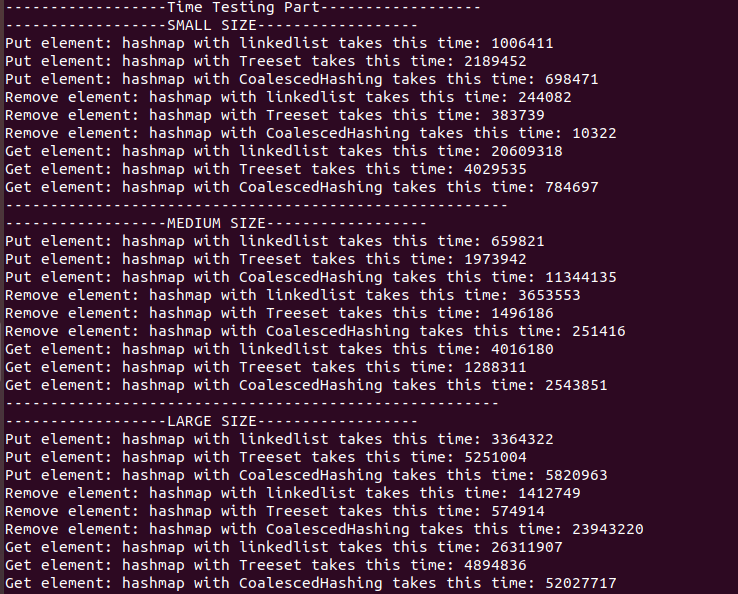 ------------------Time Testing Part------------------
------------------SMALL SIZE------------------
Put element: hashmap with linkedlist takes this time: 1006411
Put element: hashmap with Treeset takes this time: 2189452
Put element: hashmap with CoalescedHashing takes this time: 698471
Remove element: hashmap with linkedlist takes this time: 244082
Remove element: hashmap with Treeset takes this time: 383739
Remove element: hashmap with CoalescedHashing takes this time: 10322
Get element: hashmap with linkedlist takes this time: 20609318
Get element: hashmap with Treeset takes this time: 4029535
Get element: hashmap with CoalescedHashing takes this time: 784697
--------------------------------------------------------
------------------MEDIUM SIZE------------------
Put element: hashmap with linkedlist takes this time: 659821
Put element: hashmap with Treeset takes this time: 1973942
Put element: hashmap with CoalescedHashing takes this time: 11344135
Remove element: hashmap with linkedlist takes this time: 3653553
Remove element: hashmap with Treeset takes this time: 1496186
Remove element: hashmap with CoalescedHashing takes this time: 251416
Get element: hashmap with linkedlist takes this time: 4016180
Get element: hashmap with Treeset takes this time: 1288311
Get element: hashmap with CoalescedHashing takes this time: 2543851
-------------------------------------------------------
------------------LARGE SIZE------------------
Put element: hashmap with linkedlist takes this time: 3364322
Put element: hashmap with Treeset takes this time: 5251004
Put element: hashmap with CoalescedHashing takes this time: 5820963
Remove element: hashmap with linkedlist takes this time: 1412749
Remove element: hashmap with Treeset takes this time: 574914
Remove element: hashmap with CoalescedHashing takes this time: 23943220
Get element: hashmap with linkedlist takes this time: 26311907
Get element: hashmap with Treeset takes this time: 4894836
Get element: hashmap with CoalescedHashing takes this time: 52027717